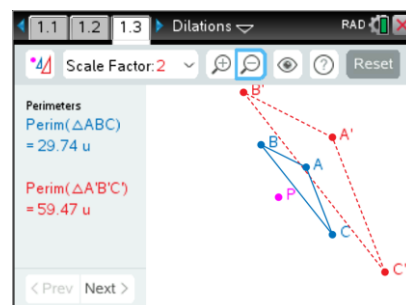 1.1 1.2 1.3 Dilations RAD
Scale Factor: 2 Reset
Perimeters
Perim(△ABC)
= 29.74 u
Perim(△A'B'C')
= 59.47 u
B'
A'
B
A
P
C
C'
< Prev Next >